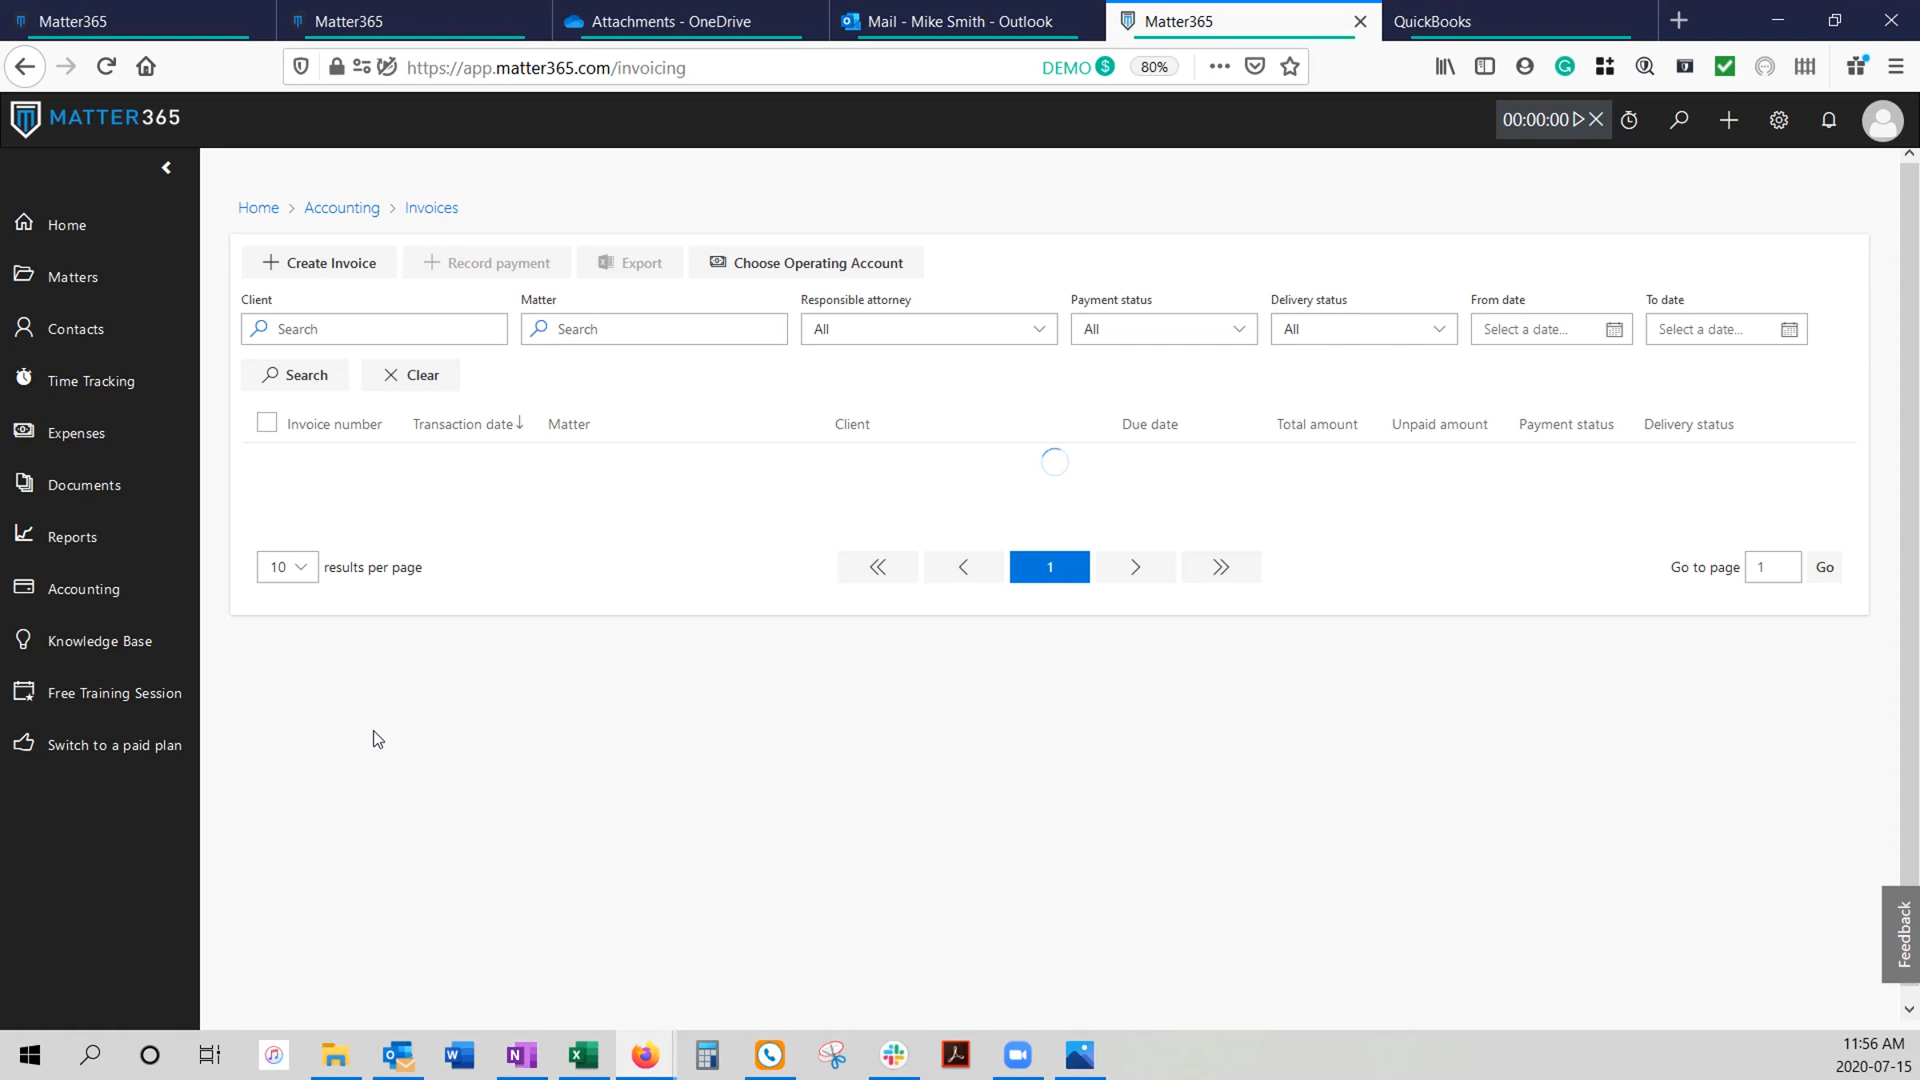 Matter365
Matter365
Attachments - OneDrive
Mail - Mike Smith - Outlook
Matter365
QuickBooks
https://app.matter365.com/invoicing
DEMO
80%
MATTER365
00:00:00
Home
Matters
Contacts
Time Tracking
Expenses
Documents
Reports
Accounting
Knowledge Base
Free Training Session
Switch to a paid plan
Home > Accounting > Invoices
Create Invoice
Record payment
Export
Choose Operating Account
Client
Matter
Responsible attorney
Payment status
Delivery status
From date
To date
Search
Search
All
All
All
Select a date...
Select a date...
Search
Clear
Invoice number
Transaction date
Matter
Client
Due date
Total amount
Unpaid amount
Payment status
Delivery status
10
results per page
1
Go to page
1
Go
Feedback
11:56 AM
2020-07-15